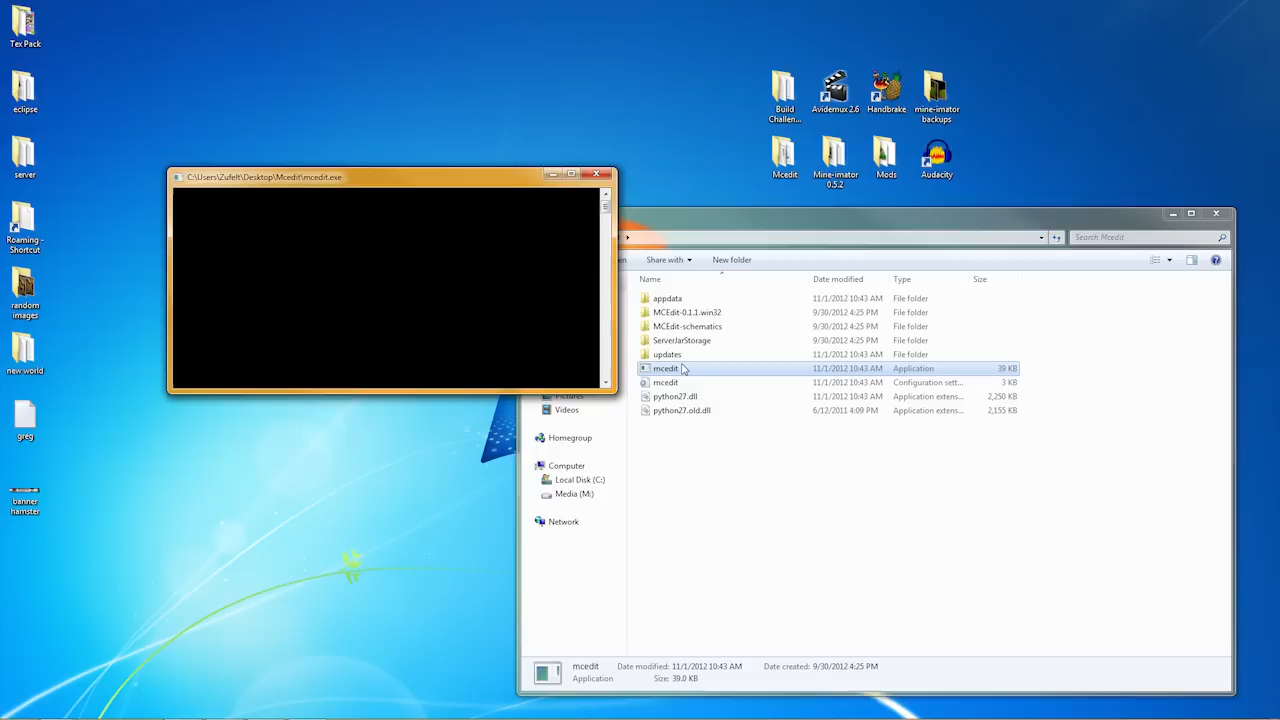 Tex Pack
eclipse
server
Roaming -
Shortcut
random
images
new world
greg
banner
hamster
Build
Challen...
Avidemux 2.6
Handbrake
mine-imator
backups
Mcedit
Mine-imator
0.5.2
Mods
Audacity
C:\Users\Zufelt\Desktop\Mcedit\mcedit.exe
Search Mcedit
Share with
New folder
Name
Date modified
Type
Size
appdata
11/1/2012 10:43 AM
File folder
MCEdit-0.1.1.win32
9/30/2012 4:25 PM
File folder
MCEdit-schematics
9/30/2012 4:25 PM
File folder
ServerJarStorage
9/30/2012 4:25 PM
File folder
updates
11/1/2012 10:43 AM
File folder
mcedit
11/1/2012 10:43 AM
Application
39 KB
mcedit
11/1/2012 10:43 AM
Configuration sett...
3 KB
python27.dll
11/1/2012 10:43 AM
Application extens...
2,250 KB
python27.old.dll
6/12/2011 4:09 PM
Application extens...
2,155 KB
Pictures
Videos
Homegroup
Computer
Local Disk (C:)
Media (M:)
Network
mcedit
Date modified: 11/1/2012 10:43 AM
Date created: 9/30/2012 4:25 PM
Application
Size: 39.0 KB